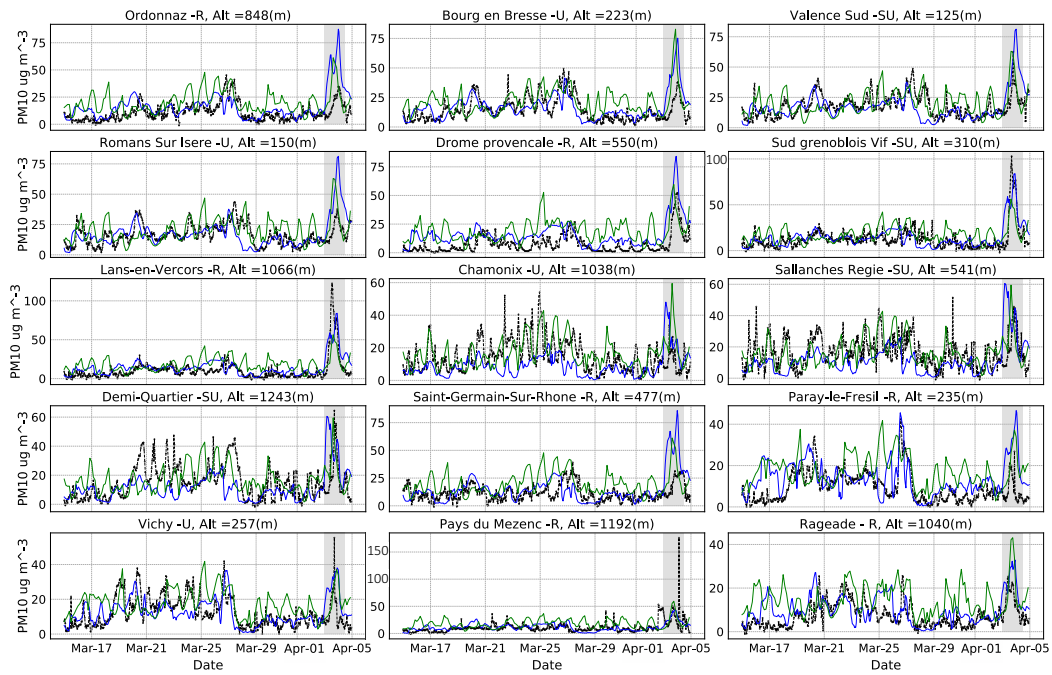 Ordonnaz -R, Alt =848(m)
Bourg en Bresse -U, Alt =223(m)
Valence Sud -SU, Alt =125(m)
PM10 ug m^-3
75
50
25
0
75
50
25
0
75
50
25
0
Romans Sur Isere -U, Alt =150(m)
Drome provencale -R, Alt =550(m)
Sud grenoblois Vif -SU, Alt =310(m)
PM10 ug m^-3
75
50
25
0
75
50
25
0
100
50
0
Lans-en-Vercors -R, Alt =1066(m)
Chamonix -U, Alt =1038(m)
Sallanches Regie -SU, Alt =541(m)
PM10 ug m^-3
100
50
0
60
40
20
0
60
40
20
0
Demi-Quartier -SU, Alt =1243(m)
Saint-Germain-Sur-Rhone -R, Alt =477(m)
Paray-le-Fresil -R, Alt =235(m)
PM10 ug m^-3
60
40
20
0
75
50
25
0
40
20
0
Vichy -U, Alt =257(m)
Pays du Mezenc -R, Alt =1192(m)
Rageade - R, Alt =1040(m)
PM10 ug m^-3
40
20
0
150
100
50
0
40
20
0
Mar-17 Mar-21 Mar-25 Mar-29 Apr-01 Apr-05
Mar-17 Mar-21 Mar-25 Mar-29 Apr-01 Apr-05
Mar-17 Mar-21 Mar-25 Mar-29 Apr-01 Apr-05
Date
Date
Date